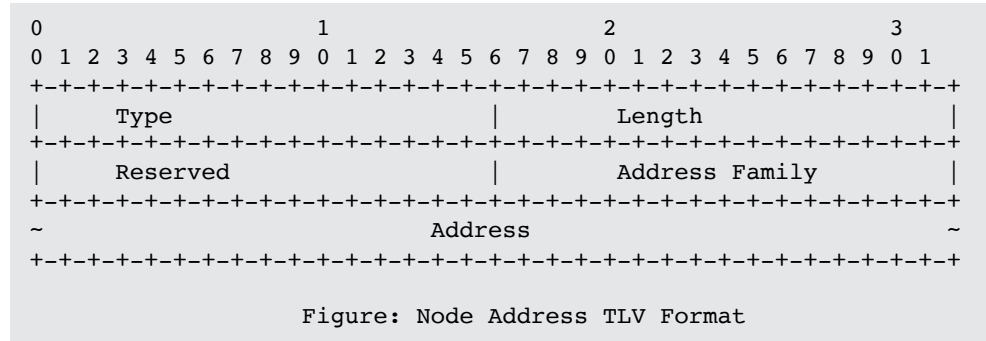 0                   1                   2                   3
0 1 2 3 4 5 6 7 8 9 0 1 2 3 4 5 6 7 8 9 0 1 2 3 4 5 6 7 8 9 0 1
+-+-+-+-+-+-+-+-+-+-+-+-+-+-+-+-+-+-+-+-+-+-+-+-+-+-+-+-+-+-+-+-+
|     Type                      |        Length                 |
+-+-+-+-+-+-+-+-+-+-+-+-+-+-+-+-+-+-+-+-+-+-+-+-+-+-+-+-+-+-+-+-+
|     Reserved                  |        Address Family         |
+-+-+-+-+-+-+-+-+-+-+-+-+-+-+-+-+-+-+-+-+-+-+-+-+-+-+-+-+-+-+-+-+
~                           Address                             ~
+-+-+-+-+-+-+-+-+-+-+-+-+-+-+-+-+-+-+-+-+-+-+-+-+-+-+-+-+-+-+-+-+
Figure: Node Address TLV Format